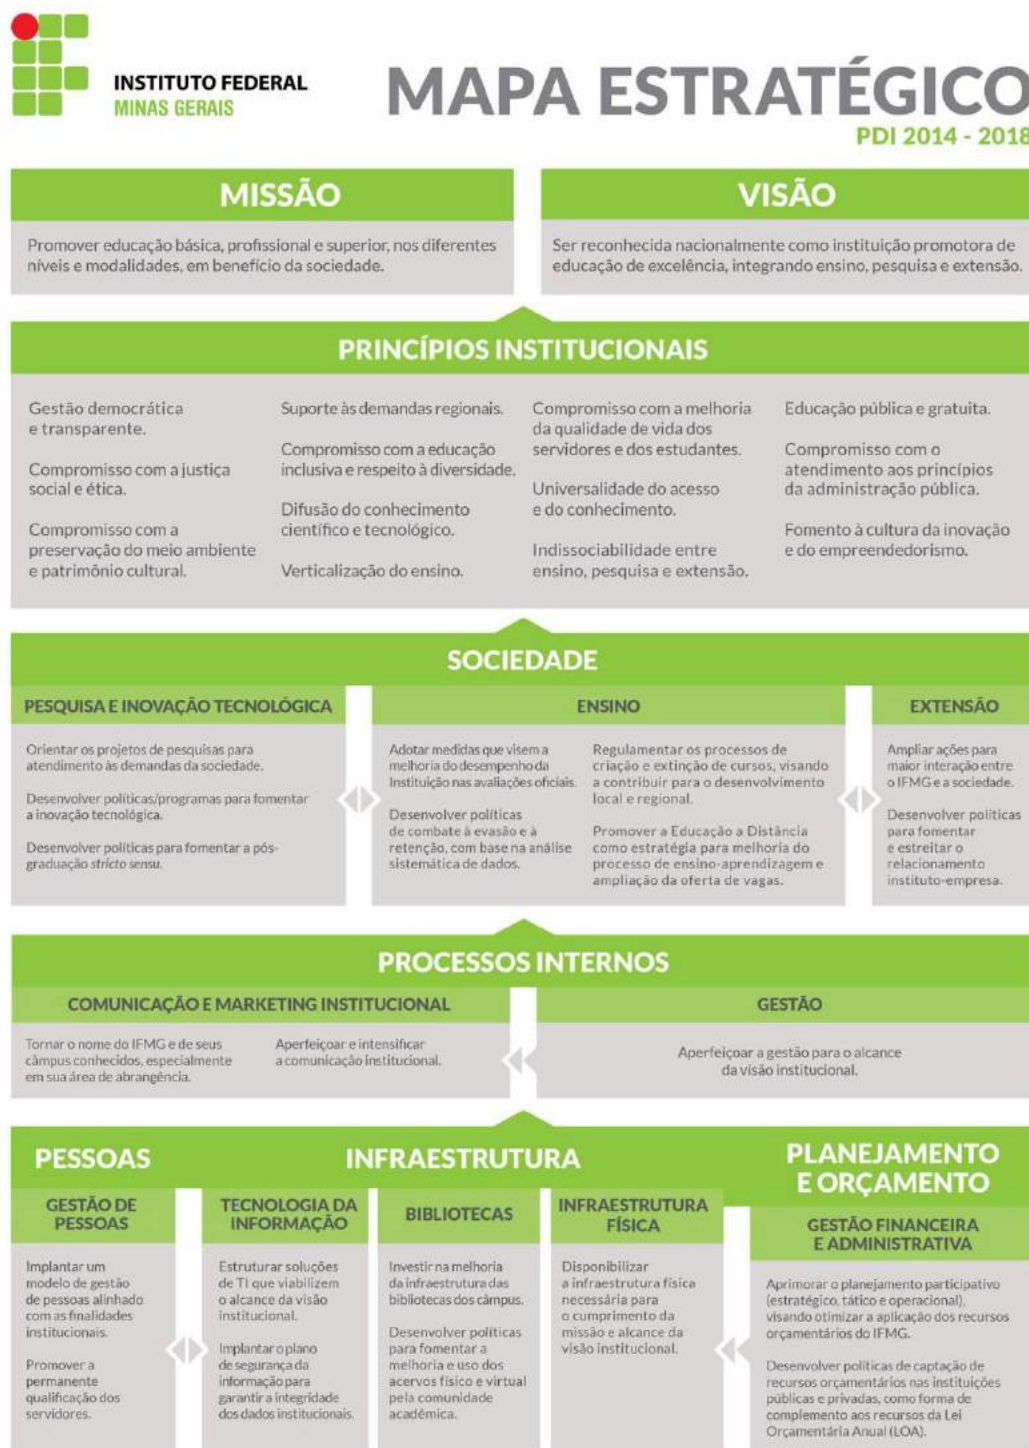 INSTITUTO FEDERAL
MINAS GERAIS
MAPA ESTRATÉGICO
PDI 2014 - 2018
MISSÃO
Promover educação básica, profissional e superior, nos diferentes
níveis e modalidades, em benefício da sociedade.
VISÃO
Ser reconhecida nacionalmente como instituição promotora de
educação de excelência, integrando ensino, pesquisa e extensão.
PRINCÍPIOS INSTITUCIONAIS
Gestão democrática
e transparente.
Compromisso com a justiça
social e ética.
Compromisso com a
preservação do meio ambiente
e patrimônio cultural.
Suporte às demandas regionais.
Compromisso com a educação
inclusiva e respeito à diversidade.
Difusão do conhecimento
científico e tecnológico.
Verticalização do ensino.
Compromisso com a melhoria
da qualidade de vida dos
servidores e dos estudantes.
Universalidade do acesso
e do conhecimento.
Indissociabilidade entre
ensino, pesquisa e extensão.
Educação pública e gratuita.
Compromisso com o
atendimento aos princípios
da administração pública.
Fomento à cultura da inovação
e do empreendedorismo.
SOCIEDADE
PESQUISA E INOVAÇÃO TECNOLÓGICA
Orientar os projetos de pesquisas para
atendimento às demandas da sociedade.
Desenvolver políticas/programas para fomentar
a inovação tecnológica.
Desenvolver políticas para fomentar a pós-
graduação stricto sensu.
ENSINO
Adotar medidas que visem a
melhoria do desempenho da
Instituição nas avaliações oficiais.
Desenvolver políticas
de combate à evasão e à
retenção, com base na análise
sistemática de dados.
Regulamentar os processos de
criação e extinção de cursos, visando
a contribuir para o desenvolvimento
local e regional.
Promover a Educação a Distância
como estratégia para melhoria do
processo de ensino-aprendizagem e
ampliação da oferta de vagas.
EXTENSÃO
Ampliar ações para
maior interação entre
o IFMG e a sociedade.
Desenvolver políticas
para fomentar
e estreitar o
relacionamento
instituto-empresa.
PROCESSOS INTERNOS
COMUNICAÇÃO E MARKETING INSTITUCIONAL
Tornar o nome do IFMG e de seus
câmpus conhecidos, especialmente
em sua área de abrangência.
Aperfeiçoar e intensificar
a comunicação institucional.
GESTÃO
Aperfeiçoar a gestão para o alcance
da visão institucional.
PESSOAS
GESTÃO DE
PESSOAS
Implantar um
modelo de gestão
de pessoas alinhado
com as finalidades
institucionais.
Promover a
permanente
qualificação dos
servidores.
INFRAESTRUTURA
TECNOLOGIA DA
INFORMAÇÃO
Estruturar soluções
de TI que viabilizem
o alcance da visão
institucional.
Implantar o plano
de segurança da
informação para
garantir a integridade
dos dados institucionais.
BIBLIOTECAS
Investir na melhoria
da infraestrutura das
bibliotecas dos câmpus.
Desenvolver políticas
para fomentar a
melhoria e uso dos
acervos físico e virtual
pela comunidade
acadêmica.
INFRAESTRUTURA
FÍSICA
Disponibilizar
a infraestrutura física
necessária para
o cumprimento da
missão e alcance da
visão institucional.
PLANEJAMENTO
E ORÇAMENTO
GESTÃO FINANCEIRA
E ADMINISTRATIVA
Aprimorar o planejamento participativo
(estratégico, tático e operacional),
visando otimizar a aplicação dos recursos
orçamentários do IFMG.
Desenvolver políticas de captação de
recursos orçamentários nas instituições
públicas e privadas, como forma de
complemento aos recursos da Lei
Orçamentária Anual (LOA).